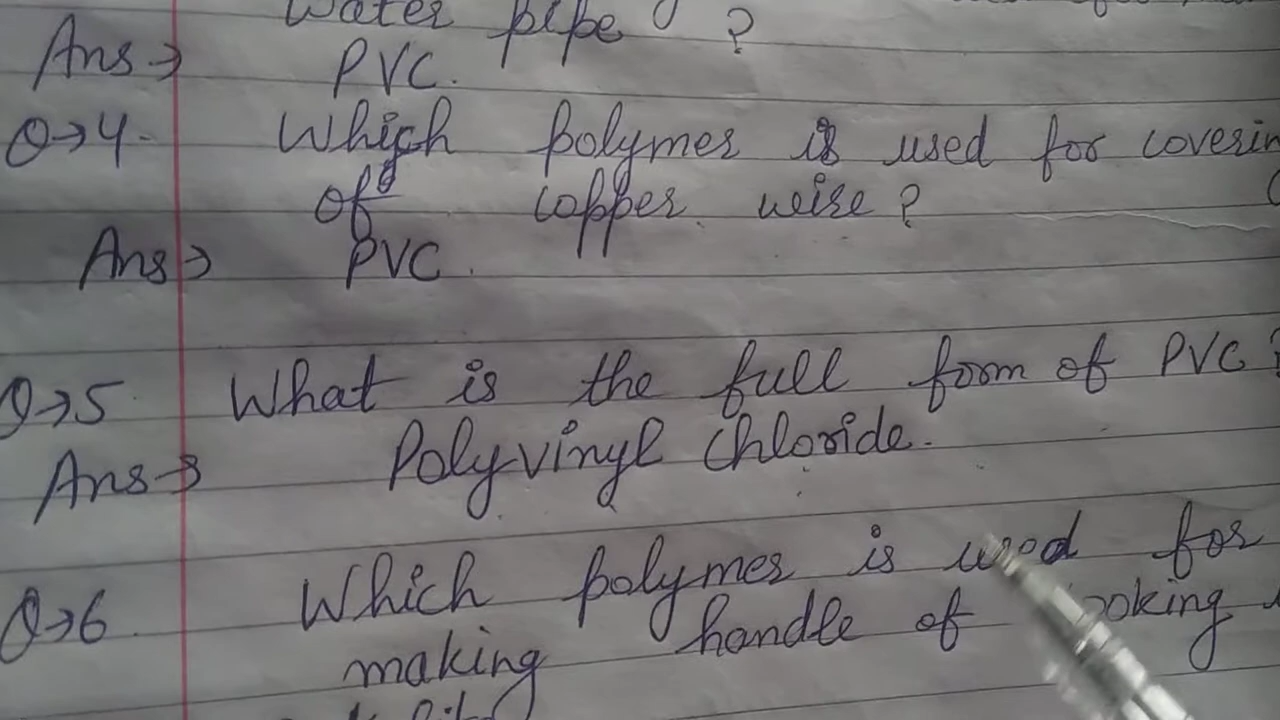 Water pipe ?
Ans→ PVC.
Q→4. Which polymer is used for coverin
of copper wire?
Ans→ PVC.
Q→5 What is the full form of PVC?
Ans→ Polyvinyl Chloride.
Q→6 Which polymer is used for
making handle of cooking